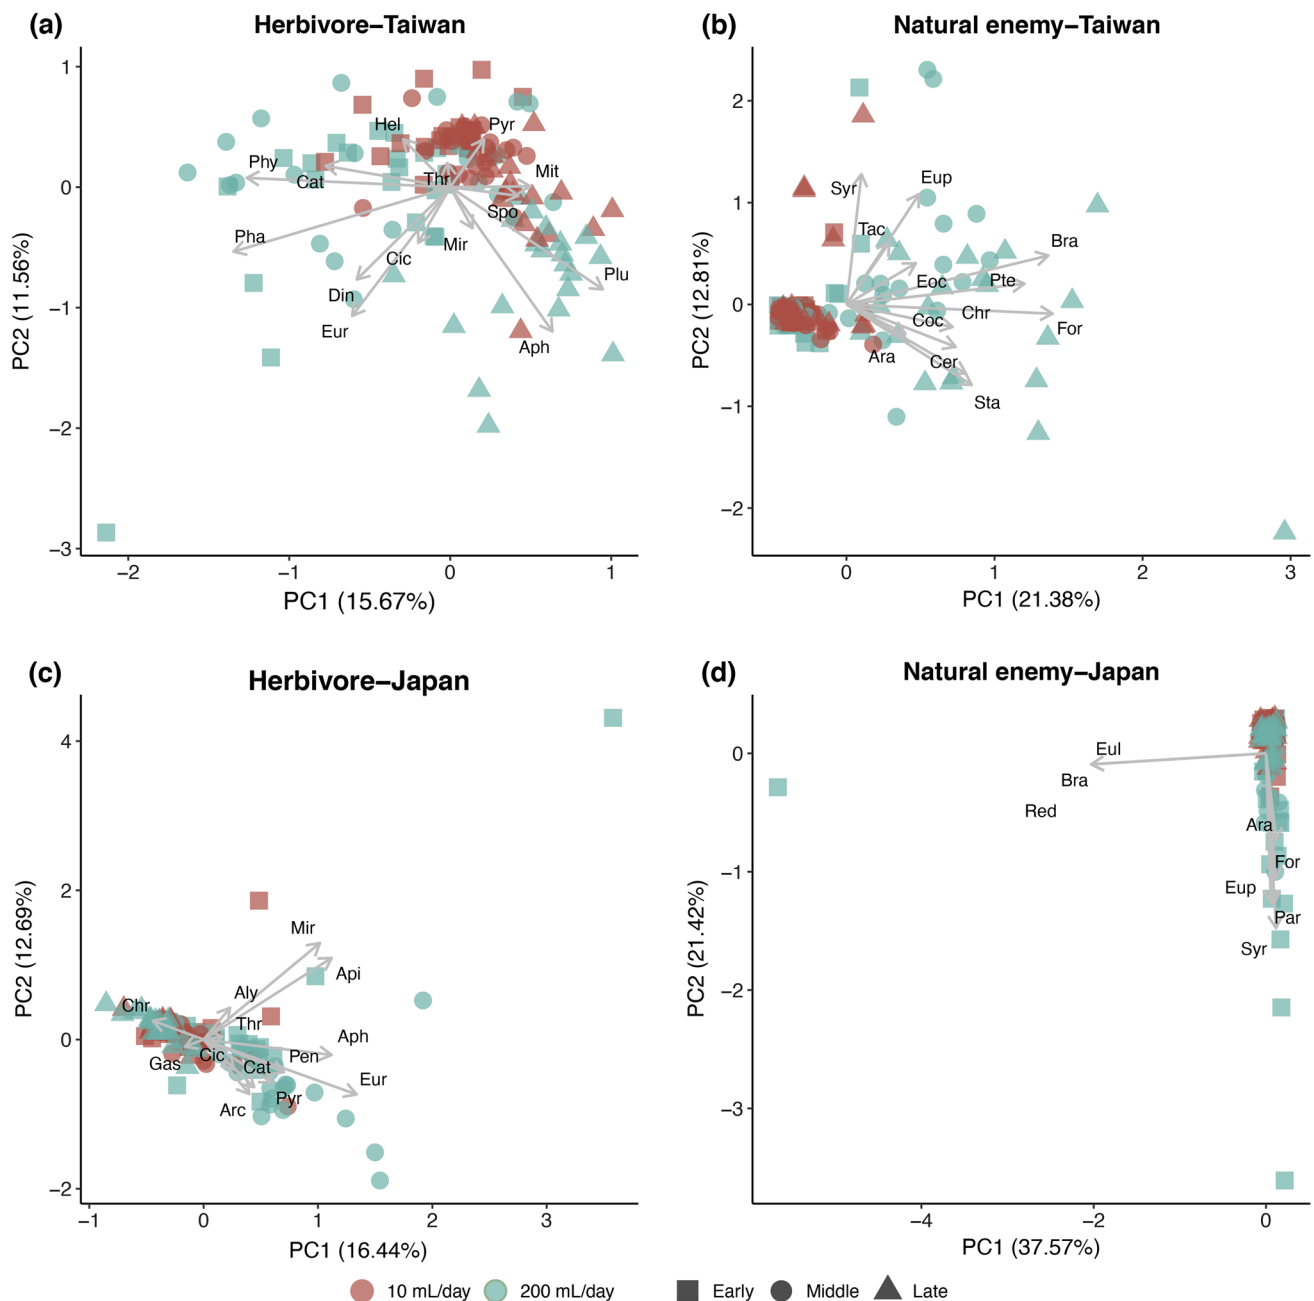 (a) Herbivore–Taiwan
1
0
−1
−2
−3
PC2 (11.56%)
Hel
Pyr
Phy
Cat
Thr
Mit
Spo
Pha
Mir
Cic
Plu
Din
Eur
Aph
−2 −1 0 1
PC1 (15.67%)
(b) Natural enemy–Taiwan
2
1
0
−1
−2
PC2 (12.81%)
Syr
Eup
Tac
Bra
Eoc
Pte
Chr
Coc
For
Ara
Cer
Sta
0 1 2 3
PC1 (21.38%)
(c) Herbivore–Japan
4
2
0
−2
PC2 (12.69%)
Mir
Api
Aly
Chr
Thr
Aph
Cic
Pen
Gas
Cat
Eur
Pyr
Arc
−1 0 1 2 3
PC1 (16.44%)
(d) Natural enemy–Japan
0
−1
−2
−3
PC2 (21.42%)
Eul
Bra
Red
Ara
For
Eup
Par
Syr
−4 −2 0
PC1 (37.57%)
10 mL/day 200 mL/day Early Middle Late